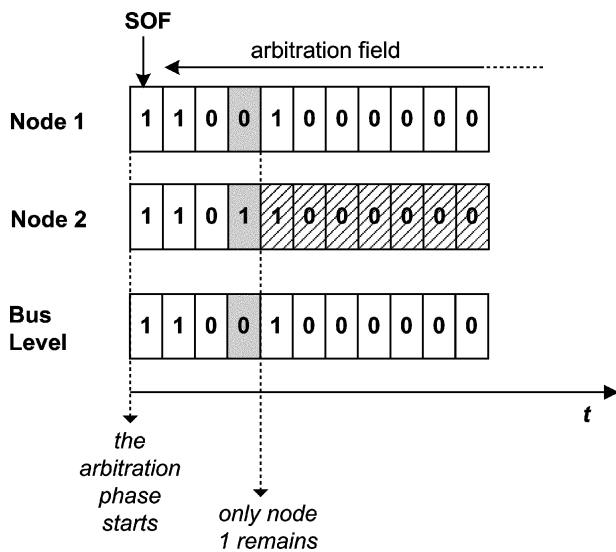 SOF
arbitration field
Node 1 1 1 0 0 1 0 0 0 0 0 0
Node 2 1 1 0 1 1 0 0 0 0 0 0
Bus
Level 1 1 0 0 1 0 0 0 0 0 0
t
the
arbitration
phase
starts
only node
1 remains